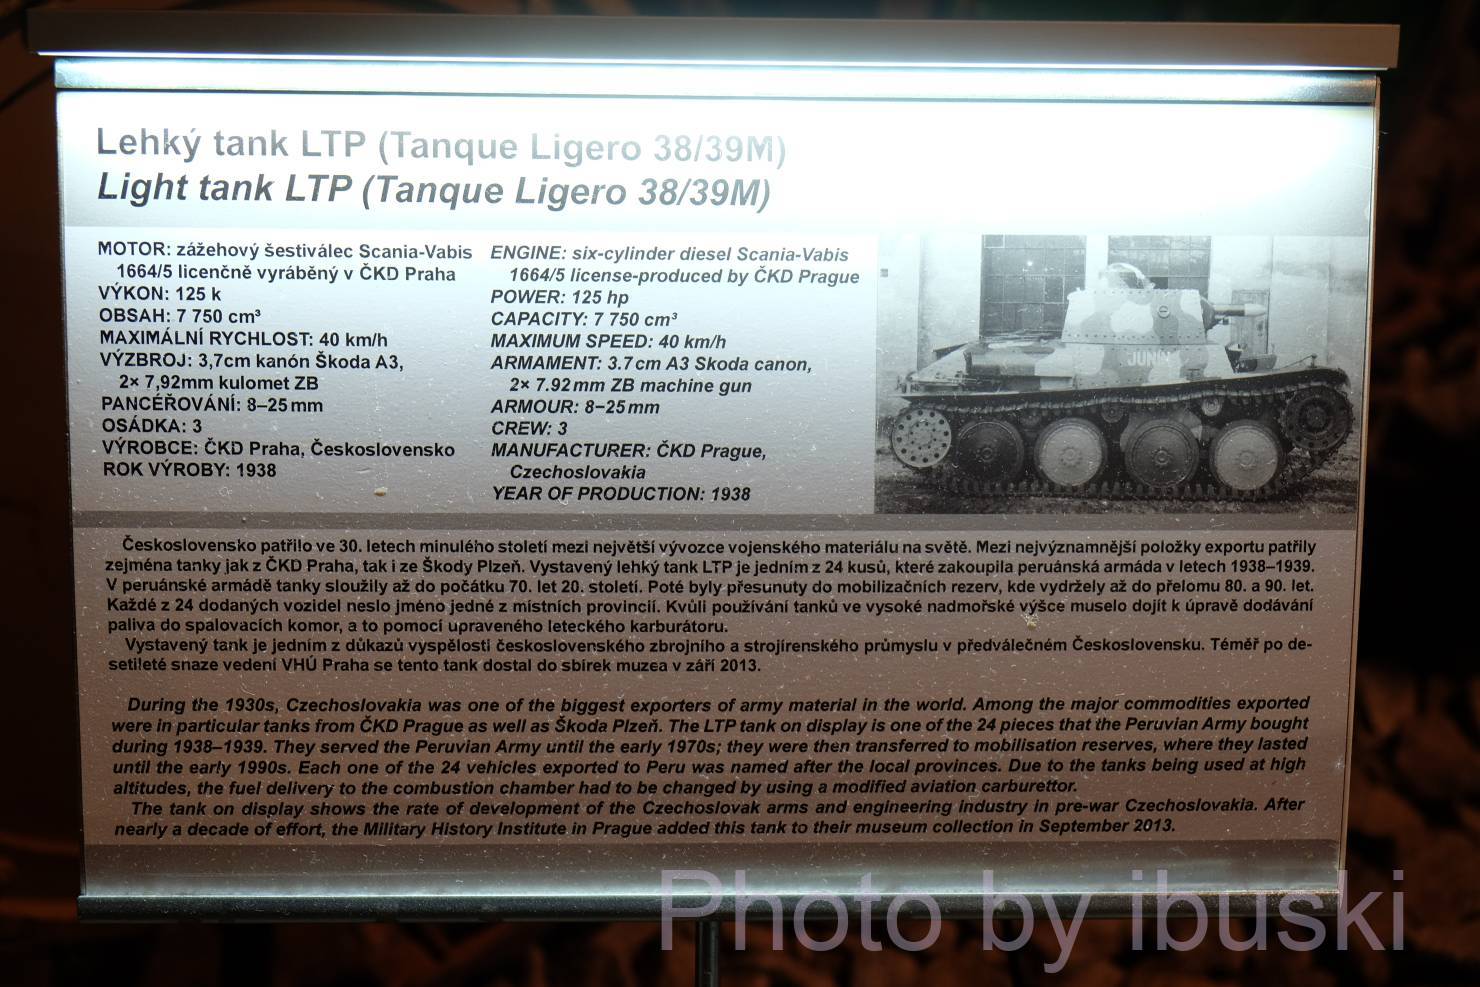 Lehký tank LTP (Tanque Ligero 38/39M)
Light tank LTP (Tanque Ligero 38/39M)
MOTOR: zážehový šestiválec Scania-Vabis
1664/5 licenčně vyráběný v ČKD Praha
VÝKON: 125 k
OBSAH: 7 750 cm³
MAXIMÁLNÍ RYCHLOST: 40 km/h
VÝZBROJ: 3,7cm kanón Škoda A3,
2× 7,92mm kulomet ZB
PANCÉŘOVÁNÍ: 8–25 mm
OSÁDKA: 3
VÝROBCE: ČKD Praha, Československo
ROK VÝROBY: 1938
ENGINE: six-cylinder diesel Scania-Vabis
1664/5 license-produced by ČKD Prague
POWER: 125 hp
CAPACITY: 7 750 cm³
MAXIMUM SPEED: 40 km/h
ARMAMENT: 3.7 cm A3 Skoda canon,
2× 7.92 mm ZB machine gun
ARMOUR: 8–25 mm
CREW: 3
MANUFACTURER: ČKD Prague,
Czechoslovakia
YEAR OF PRODUCTION: 1938
JUNÍN
Československo patřilo ve 30. letech minulého století mezi největší vývozce vojenského materiálu na světě. Mezi nejvýznamnější položky exportu patřily
zejména tanky jak z ČKD Praha, tak i ze Škody Plzeň. Vystavený lehký tank LTP je jedním z 24 kusů, které zakoupila peruánská armáda v letech 1938–1939.
V peruánské armádě tanky sloužily až do počátku 70. let 20. století. Poté byly přesunuty do mobilizačních rezerv, kde vydržely až do přelomu 80. a 90. let.
Každé z 24 dodaných vozidel neslo jméno jedné z místních provincií. Kvůli používání tanků ve vysoké nadmořské výšce muselo dojít k úpravě dodávání
paliva do spalovacích komor, a to pomocí upraveného leteckého karburátoru.
Vystavený tank je jedním z důkazů vyspělosti československého zbrojního a strojírenského průmyslu v předválečném Československu. Téměř po de-
setileté snaze vedení VHÚ Praha se tento tank dostal do sbírek muzea v září 2013.
During the 1930s, Czechoslovakia was one of the biggest exporters of army material in the world. Among the major commodities exported
were in particular tanks from ČKD Prague as well as Škoda Plzeň. The LTP tank on display is one of the 24 pieces that the Peruvian Army bought
during 1938–1939. They served the Peruvian Army until the early 1970s; they were then transferred to mobilisation reserves, where they lasted
until the early 1990s. Each one of the 24 vehicles exported to Peru was named after the local provinces. Due to the tanks being used at high
altitudes, the fuel delivery to the combustion chamber had to be changed by using a modified aviation carburettor.
The tank on display shows the rate of development of the Czechoslovak arms and engineering industry in pre-war Czechoslovakia. After
nearly a decade of effort, the Military History Institute in Prague added this tank to their museum collection in September 2013.
Photo by ibuski